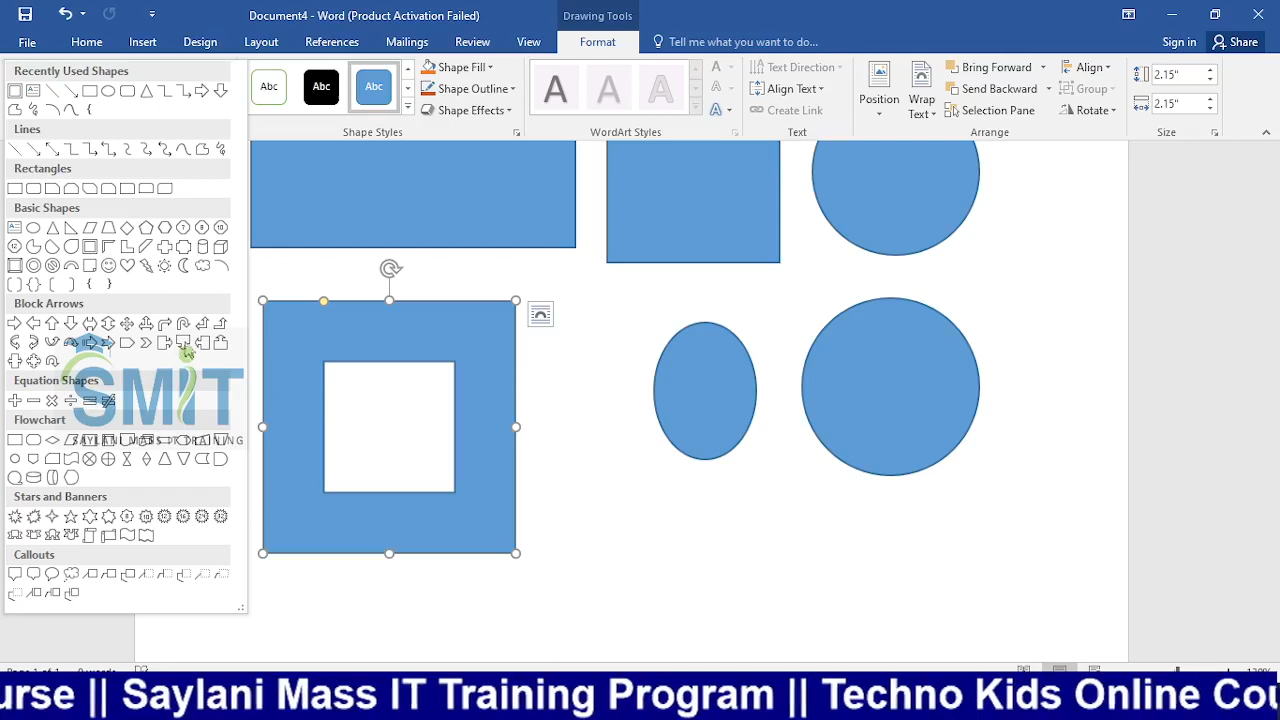 Document4 - Word (Product Activation Failed)
Drawing Tools
File Home Insert Design Layout References Mailings Review View Format Tell me what you want to do... Sign in Share
Recently Used Shapes
Lines
Rectangles
Basic Shapes
Block Arrows
Equation Shapes
Flowchart
Stars and Banners
Callouts
Abc Abc Abc
Shape Fill
Shape Outline
Shape Effects
Shape Styles
A A A
WordArt Styles
Text Direction
Align Text
Create Link
Text
Position
Wrap Text
Bring Forward
Send Backward
Selection Pane
Align
Group
Rotate
Arrange
2.15"
2.15"
Size
SMIT
SAYLANI MASS IT TRAINING
urse || Saylani Mass IT Training Program || Techno Kids Online Cou